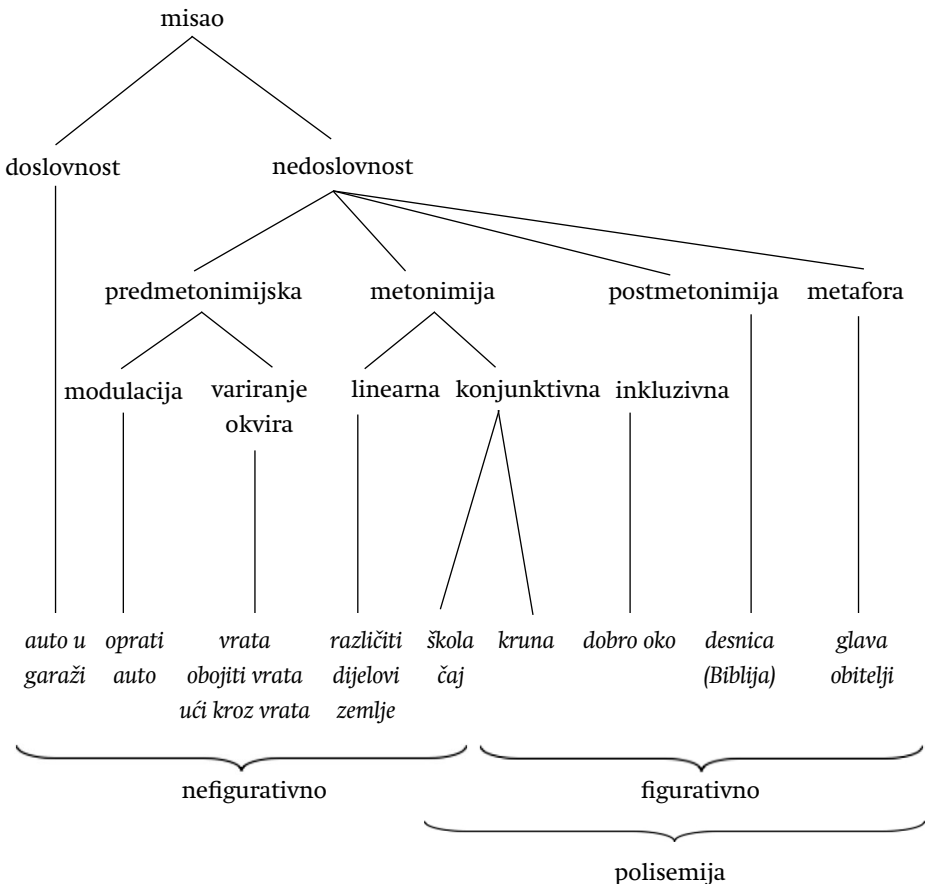 misao
doslovnost nedoslovnost
predmetonimijska metonimija postmetonimija metafora
modulacija variranje linearna konjunktivna inkluzivna
okvira
auto u oprati vrata različiti škola kruna dobro oko desnica glava
garaži auto obojiti vrata dijelovi čaj (Biblija) obitelji
ući kroz vrata zemlje
nefigurativno figurativno
polisemija